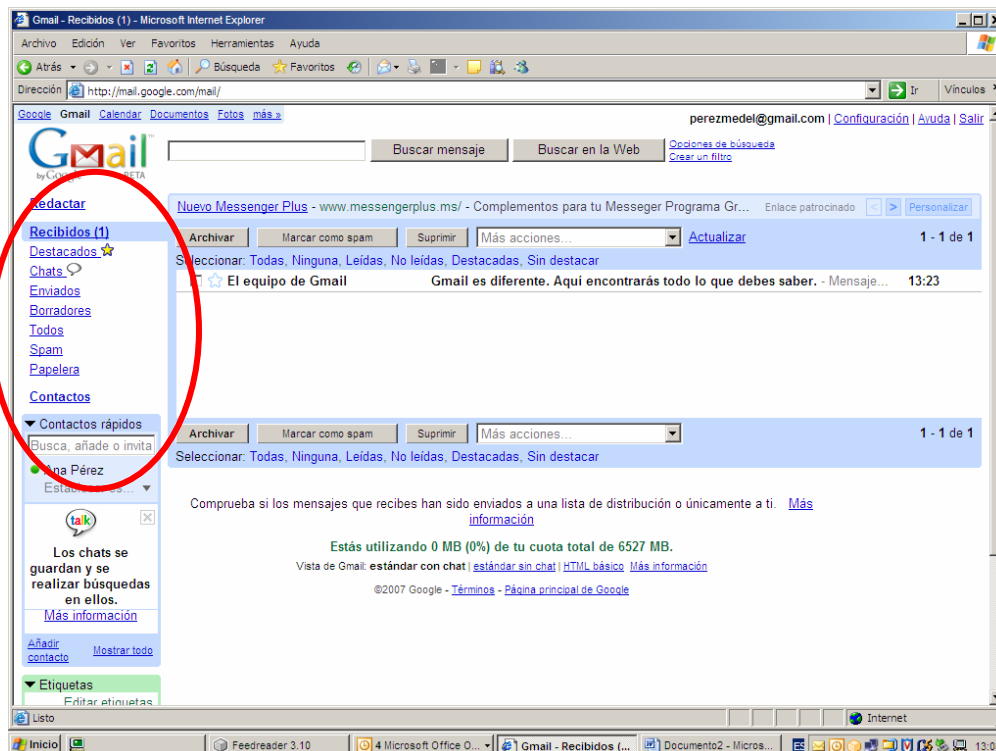 Gmail - Recibidos (1) - Microsoft Internet Explorer
Archivo Edición Ver Favoritos Herramientas Ayuda
Atrás Búsqueda Favoritos
Dirección http://mail.google.com/mail/ Ir Vínculos
Google Gmail Calendar Documentos Fotos más »
perezmedel@gmail.com | Configuración | Ayuda | Salir
Gmail
by Google BETA
Buscar mensaje Buscar en la Web
Opciones de búsqueda
Crear un filtro
Redactar
Recibidos (1)
Destacados
Chats
Enviados
Borradores
Todos
Spam
Papelera
Contactos
Contactos rápidos
Busca, añade o invita
Ana Pérez
talk
Los chats se
guardan y se
realizar búsquedas
en ellos.
Más información
Añadir
contacto
Mostrar todo
Etiquetas
Editar etiquetas
Nuevo Messenger Plus - www.messengerplus.ms/ - Complementos para tu Messeger Programa Gr... Enlace patrocinado < > Personalizar
Archivar Marcar como spam Suprimir Más acciones... Actualizar 1 - 1 de 1
Seleccionar: Todas, Ninguna, Leídas, No leídas, Destacadas, Sin destacar
El equipo de Gmail Gmail es diferente. Aquí encontrarás todo lo que debes saber. - Mensaje... 13:23
Archivar Marcar como spam Suprimir Más acciones... 1 - 1 de 1
Seleccionar: Todas, Ninguna, Leídas, No leídas, Destacadas, Sin destacar
Comprueba si los mensajes que recibes han sido enviados a una lista de distribución o únicamente a ti. Más
información
Estás utilizando 0 MB (0%) de tu cuota total de 6527 MB.
Vista de Gmail: estándar con chat | estándar sin chat | HTML básico Más información
©2007 Google - Términos - Página principal de Google
Listo Internet
Inicio Feedreader 3.10 4 Microsoft Office O... Gmail - Recibidos (... Documento2 - Micros... ES